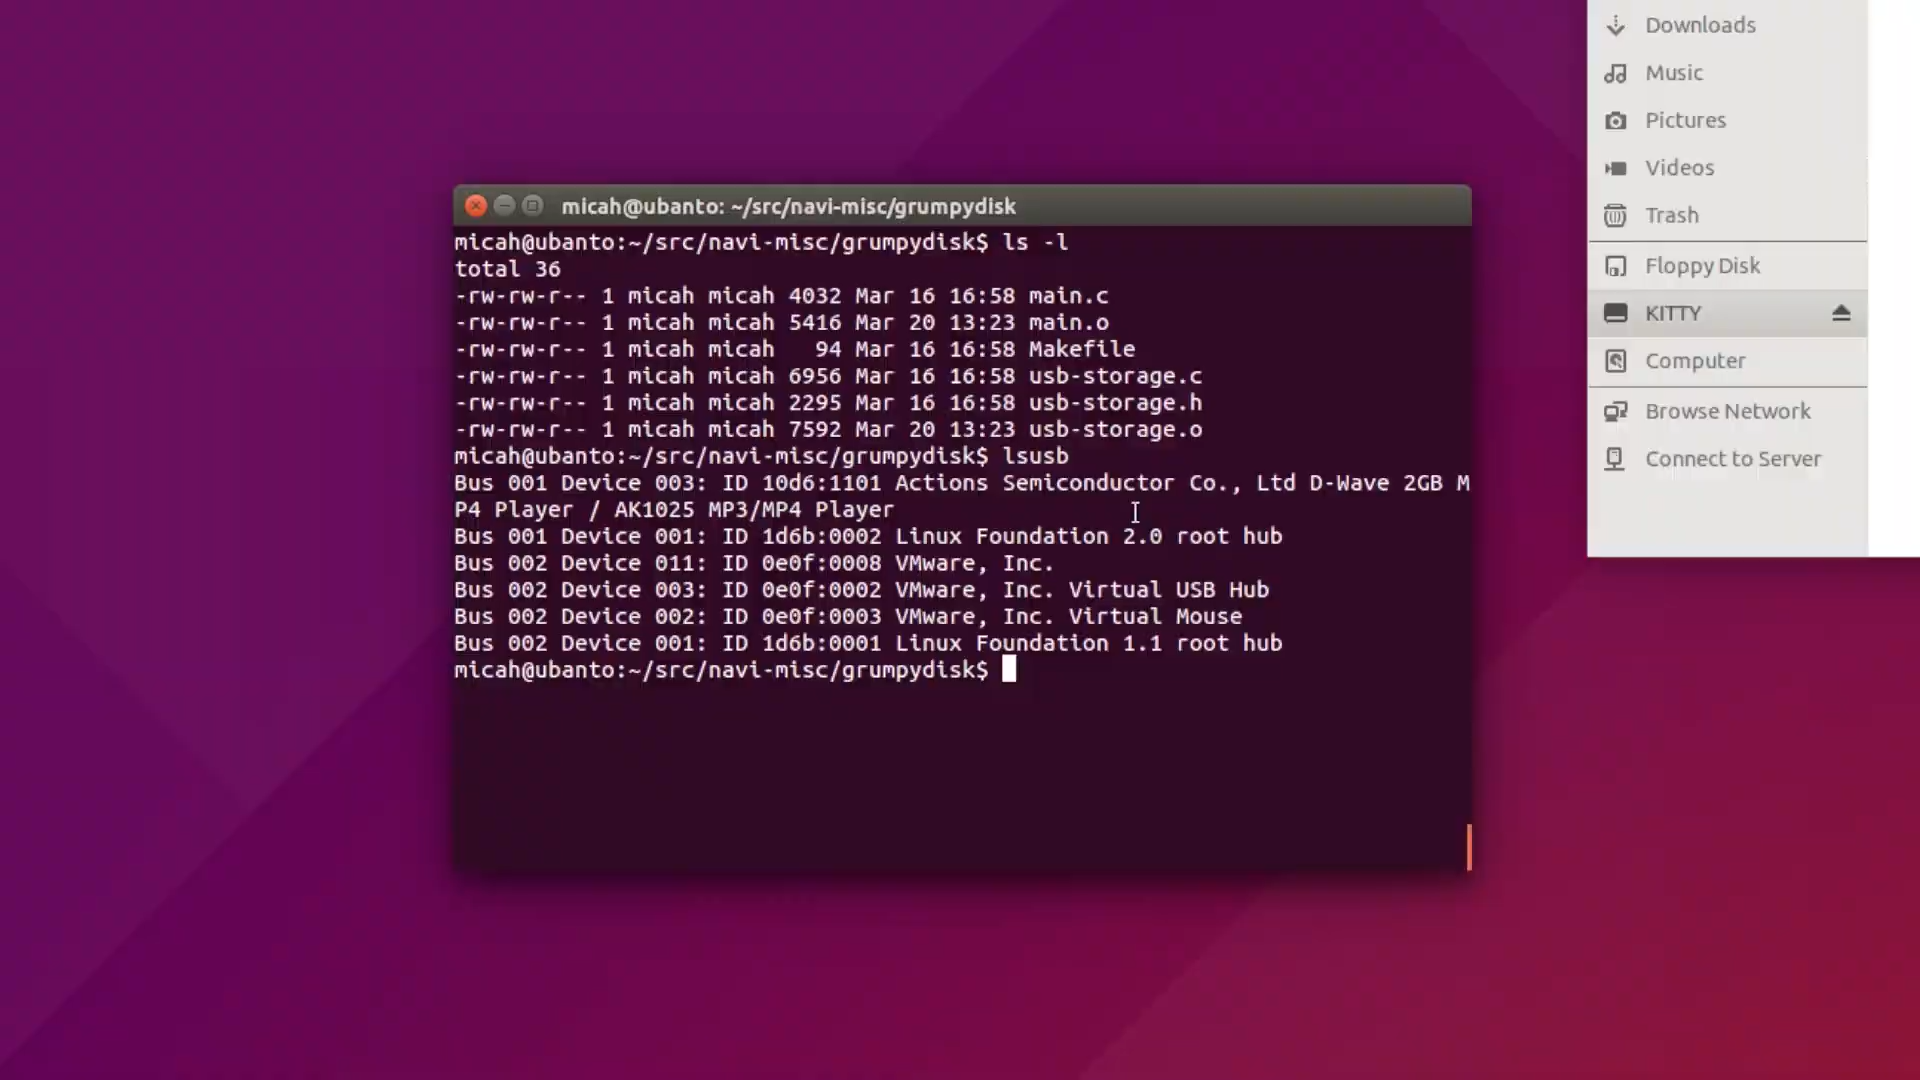 micah@ubanto: ~/src/navi-misc/grumpydisk
micah@ubanto:~/src/navi-misc/grumpydisk$ ls -l
total 36
-rw-rw-r-- 1 micah micah 4032 Mar 16 16:58 main.c
-rw-rw-r-- 1 micah micah 5416 Mar 20 13:23 main.o
-rw-rw-r-- 1 micah micah   94 Mar 16 16:58 Makefile
-rw-rw-r-- 1 micah micah 6956 Mar 16 16:58 usb-storage.c
-rw-rw-r-- 1 micah micah 2295 Mar 16 16:58 usb-storage.h
-rw-rw-r-- 1 micah micah 7592 Mar 20 13:23 usb-storage.o
micah@ubanto:~/src/navi-misc/grumpydisk$ lsusb
Bus 001 Device 003: ID 10d6:1101 Actions Semiconductor Co., Ltd D-Wave 2GB M
P4 Player / AK1025 MP3/MP4 Player
Bus 001 Device 001: ID 1d6b:0002 Linux Foundation 2.0 root hub
Bus 002 Device 011: ID 0e0f:0008 VMware, Inc.
Bus 002 Device 003: ID 0e0f:0002 VMware, Inc. Virtual USB Hub
Bus 002 Device 002: ID 0e0f:0003 VMware, Inc. Virtual Mouse
Bus 002 Device 001: ID 1d6b:0001 Linux Foundation 1.1 root hub
micah@ubanto:~/src/navi-misc/grumpydisk$
Downloads
Music
Pictures
Videos
Trash
Floppy Disk
KITTY
Computer
Browse Network
Connect to Server